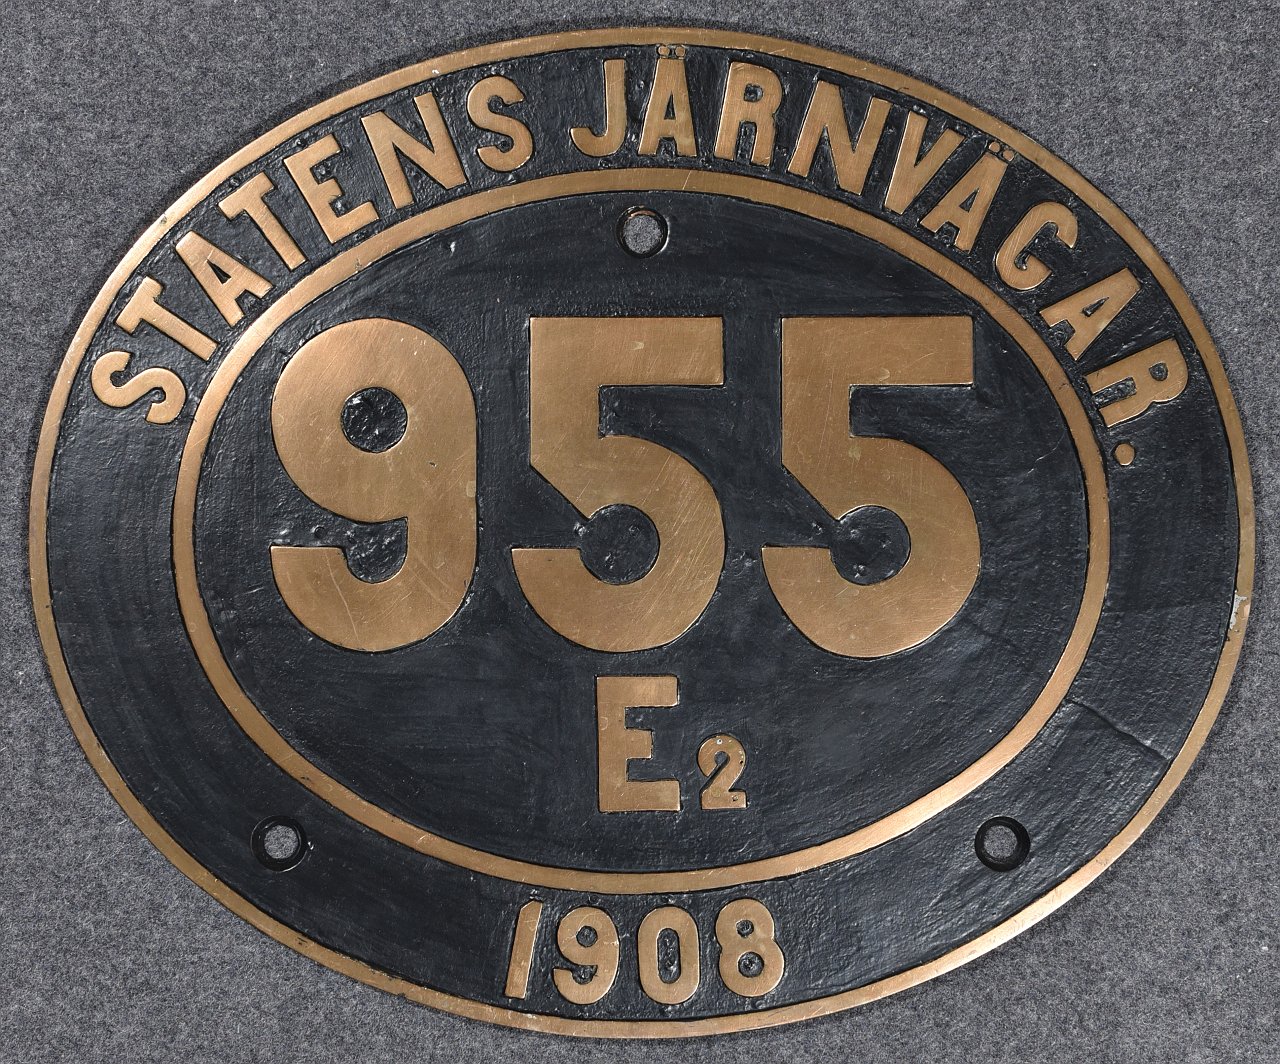 STATENS JÄRNVÄGAR.
955
E2
1908